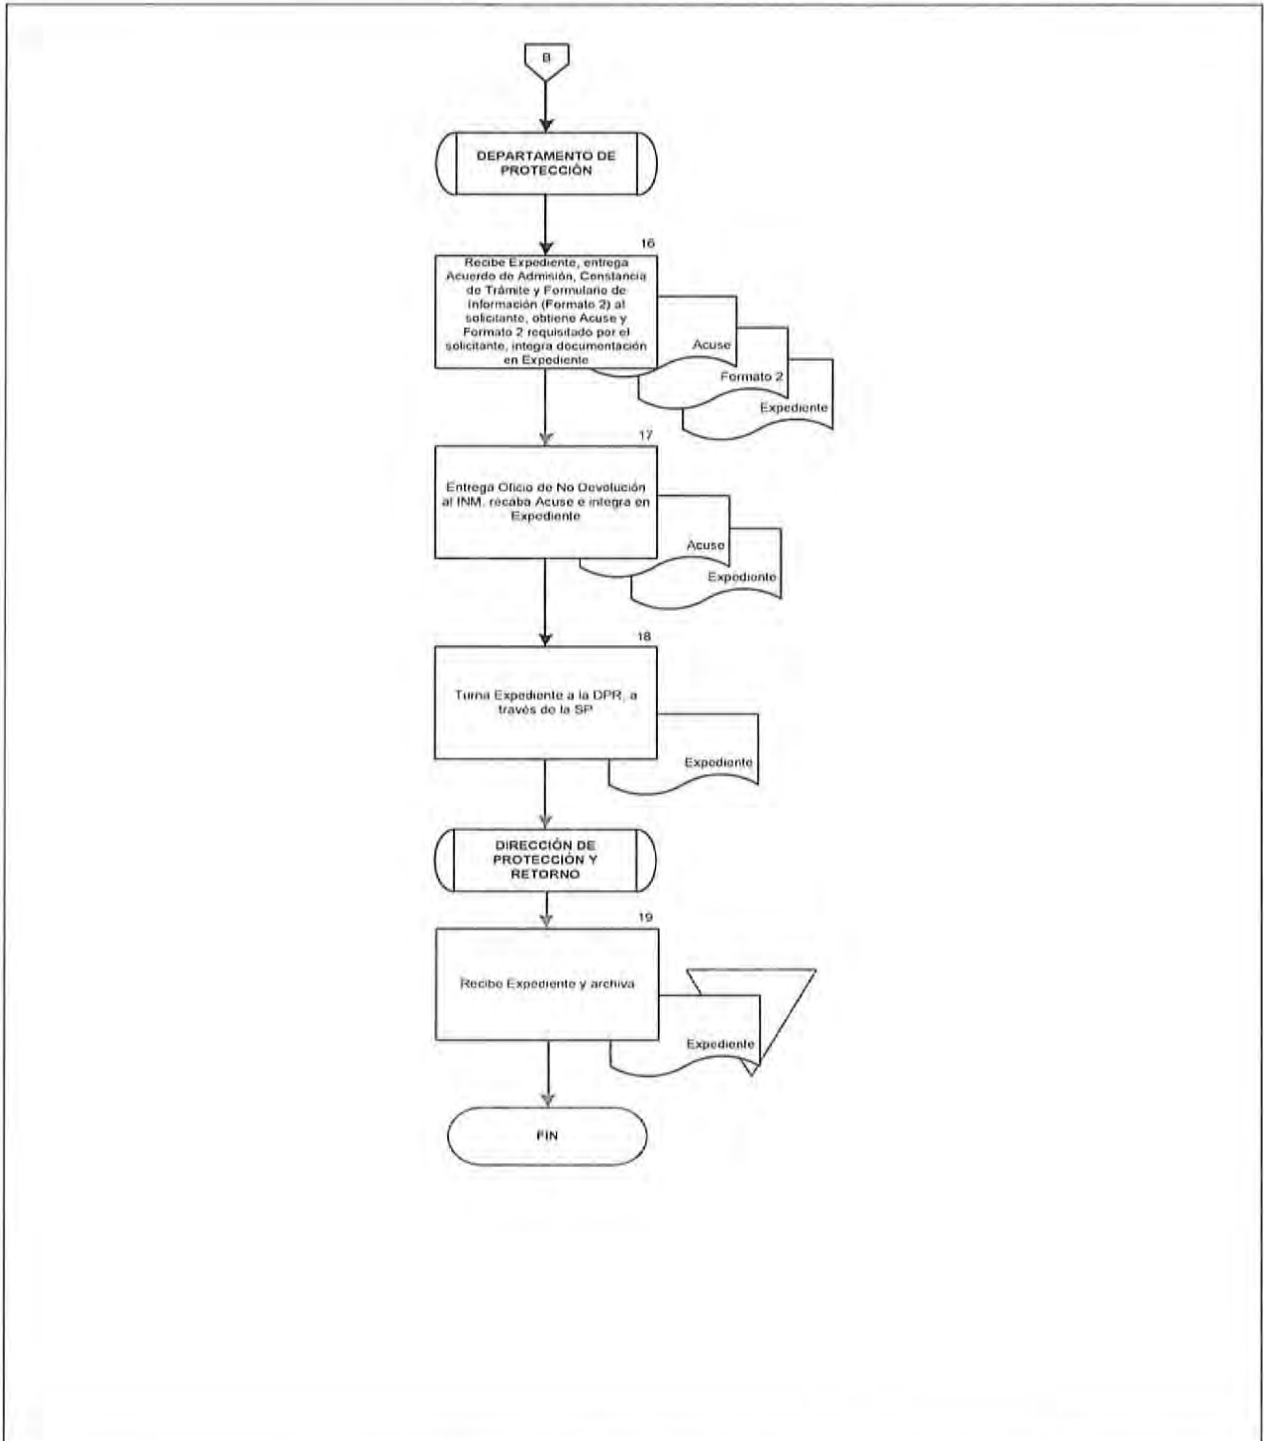 B
DEPARTAMENTO DE
PROTECCIÓN
16
Recibe Expediente, entrega
Acuerdo de Admisión, Constancia
de Trámite y Formulario de
Información (Formato 2) al
solicitante, obtiene Acuse y
Formato 2 requisitado por el
solicitante, integra documentación
en Expediente
Acuse
Formato 2
Expediente
17
Entrega Oficio de No Devolución
al INM, recaba Acuse e integra en
Expediente
Acuse
Expediente
18
Turna Expediente a la DPR, a
través de la SP
Expediente
DIRECCIÓN DE
PROTECCIÓN Y
RETORNO
19
Recibe Expediente y archiva
Expediente
FIN